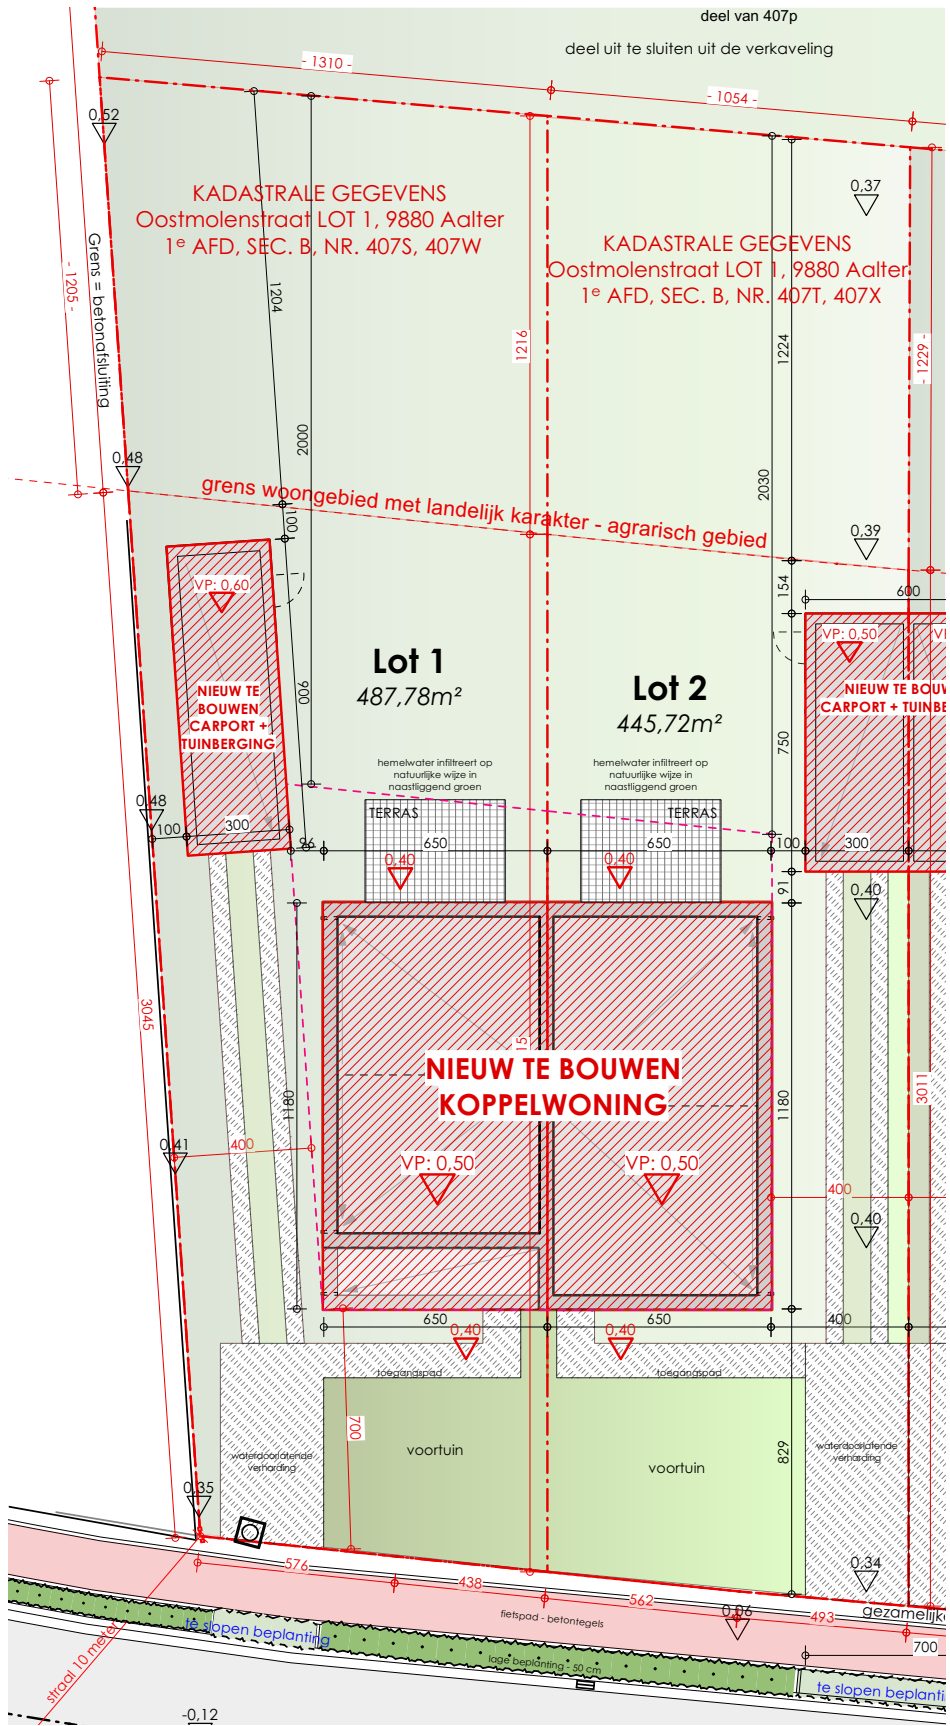 deel van 407p
deel uit te sluiten uit de verkaveling
- 1310 -
- 1054 -
0,52
0,37
KADASTRALE GEGEVENS
Oostmolenstraat LOT 1, 9880 Aalter
1e AFD, SEC. B, NR. 407S, 407W
KADASTRALE GEGEVENS
Oostmolenstraat LOT 1, 9880 Aalter
1e AFD, SEC. B, NR. 407T, 407X
Grens = betonafsluiting
- 1205 -
1204
2000
1216
1224
2030
- 1229 -
0,48
grens woongebied met landelijk karakter - agrarisch gebied
100
0,39
154
600
VP: 0,60
VP: 0,50
NIEUW TE
BOUWEN
CARPORT +
TUINBERGING
900
Lot 1
487,78m²
Lot 2
445,72m²
750
hemelwater infiltreert op
natuurlijke wijze in
naastliggend groen
hemelwater infiltreert op
natuurlijke wijze in
naastliggend groen
TERRAS
TERRAS
0,48
100
300
96
650
650
100
300
0,40
0,40
91
0,40
3045
1180
15
NIEUW TE BOUWEN
KOPPELWONING
1180
3011
0,41
400
VP: 0,50
VP: 0,50
400
0,40
650
650
400
0,40
0,40
toegangspad
toegangspad
700
voortuin
voortuin
829
waterdoorlatende
verharding
waterdoorlatende
verharding
0,35
0,34
576
438
562
493
0,06
fietspad - betontegels
te slopen beplanting
lage beplanting - 50 cm
700
straal 10 meter
-0,12